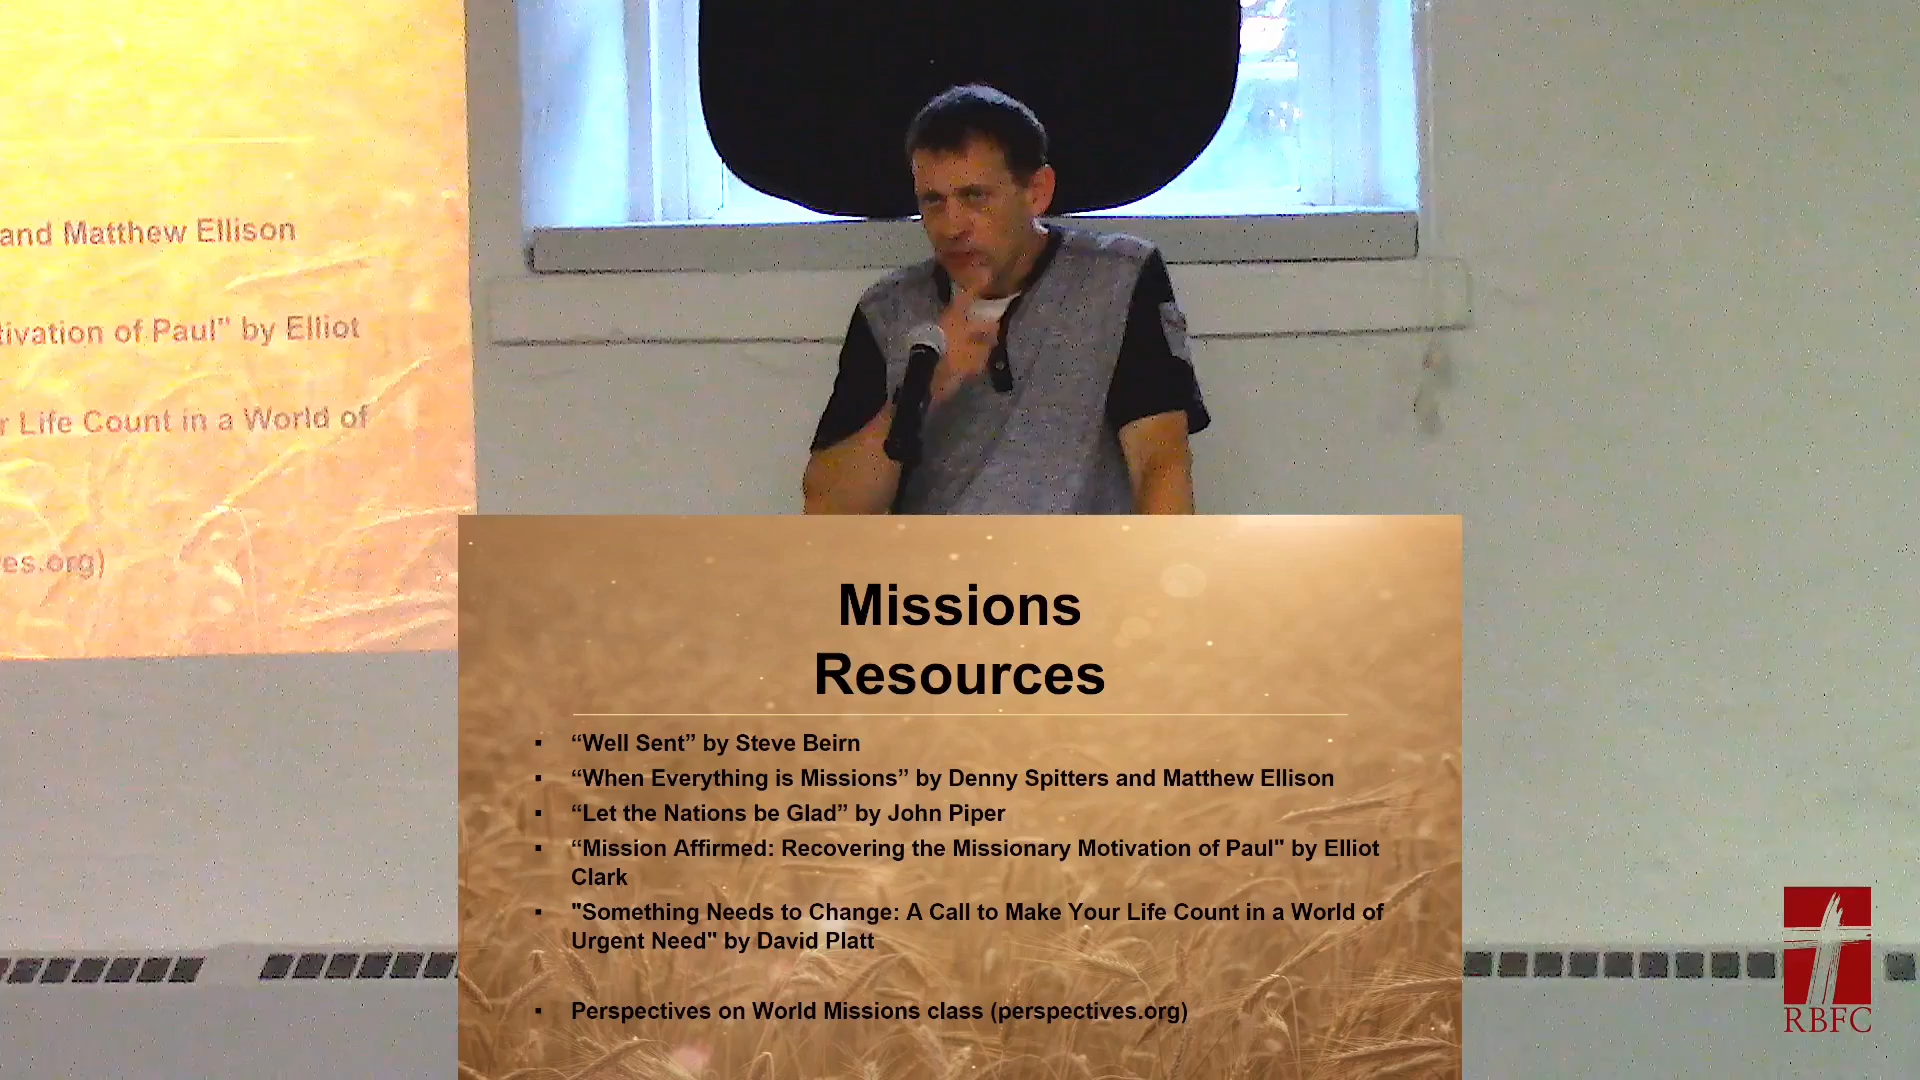 and Matthew Ellison
tivation of Paul" by Elliot
r Life Count in a World of
es.org)
Missions
Resources
▪ “Well Sent” by Steve Beirn
▪ “When Everything is Missions” by Denny Spitters and Matthew Ellison
▪ “Let the Nations be Glad” by John Piper
▪ “Mission Affirmed: Recovering the Missionary Motivation of Paul" by Elliot
Clark
▪ "Something Needs to Change: A Call to Make Your Life Count in a World of
Urgent Need" by David Platt
▪ Perspectives on World Missions class (perspectives.org)
RBFC